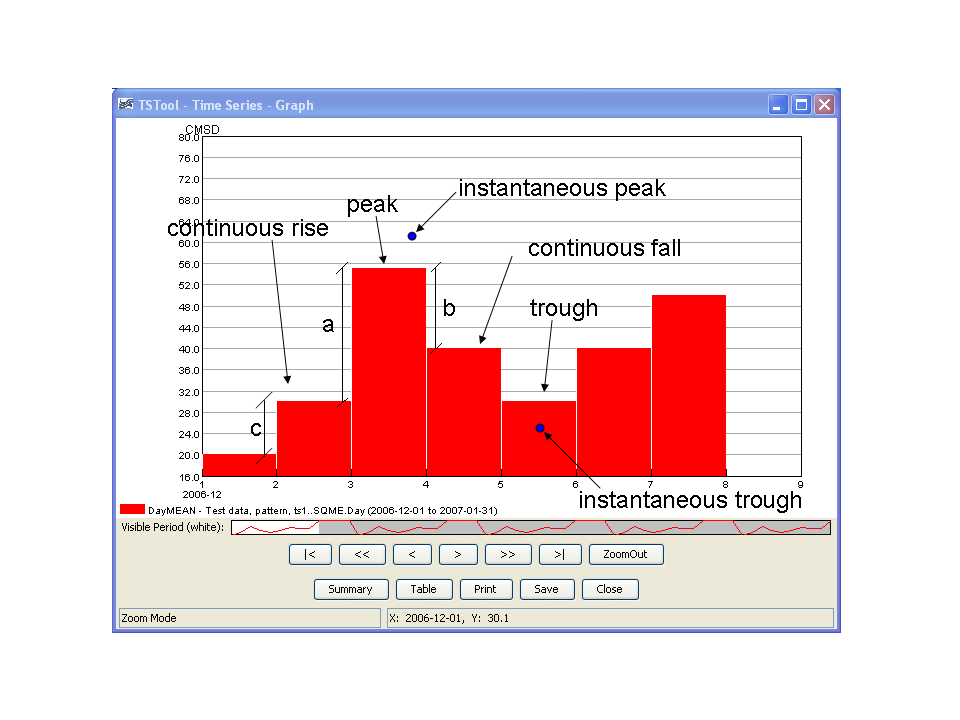 TSTool - Time Series - Graph
CMSD
80.0
76.0
72.0
68.0
64.0
60.0
56.0
52.0
48.0
44.0
40.0
36.0
32.0
28.0
24.0
20.0
16.0
instantaneous peak
peak
continuous rise
continuous fall
a
b
trough
c
1 2 3 4 5 6 7 8 9
2006-12
instantaneous trough
DayMEAN - Test data, pattern, ts1..SQME.Day (2006-12-01 to 2007-01-31)
Visible Period (white):
|< << < > >> >| ZoomOut
Summary Table Print Save Close
Zoom Mode X: 2006-12-01, Y: 30.1